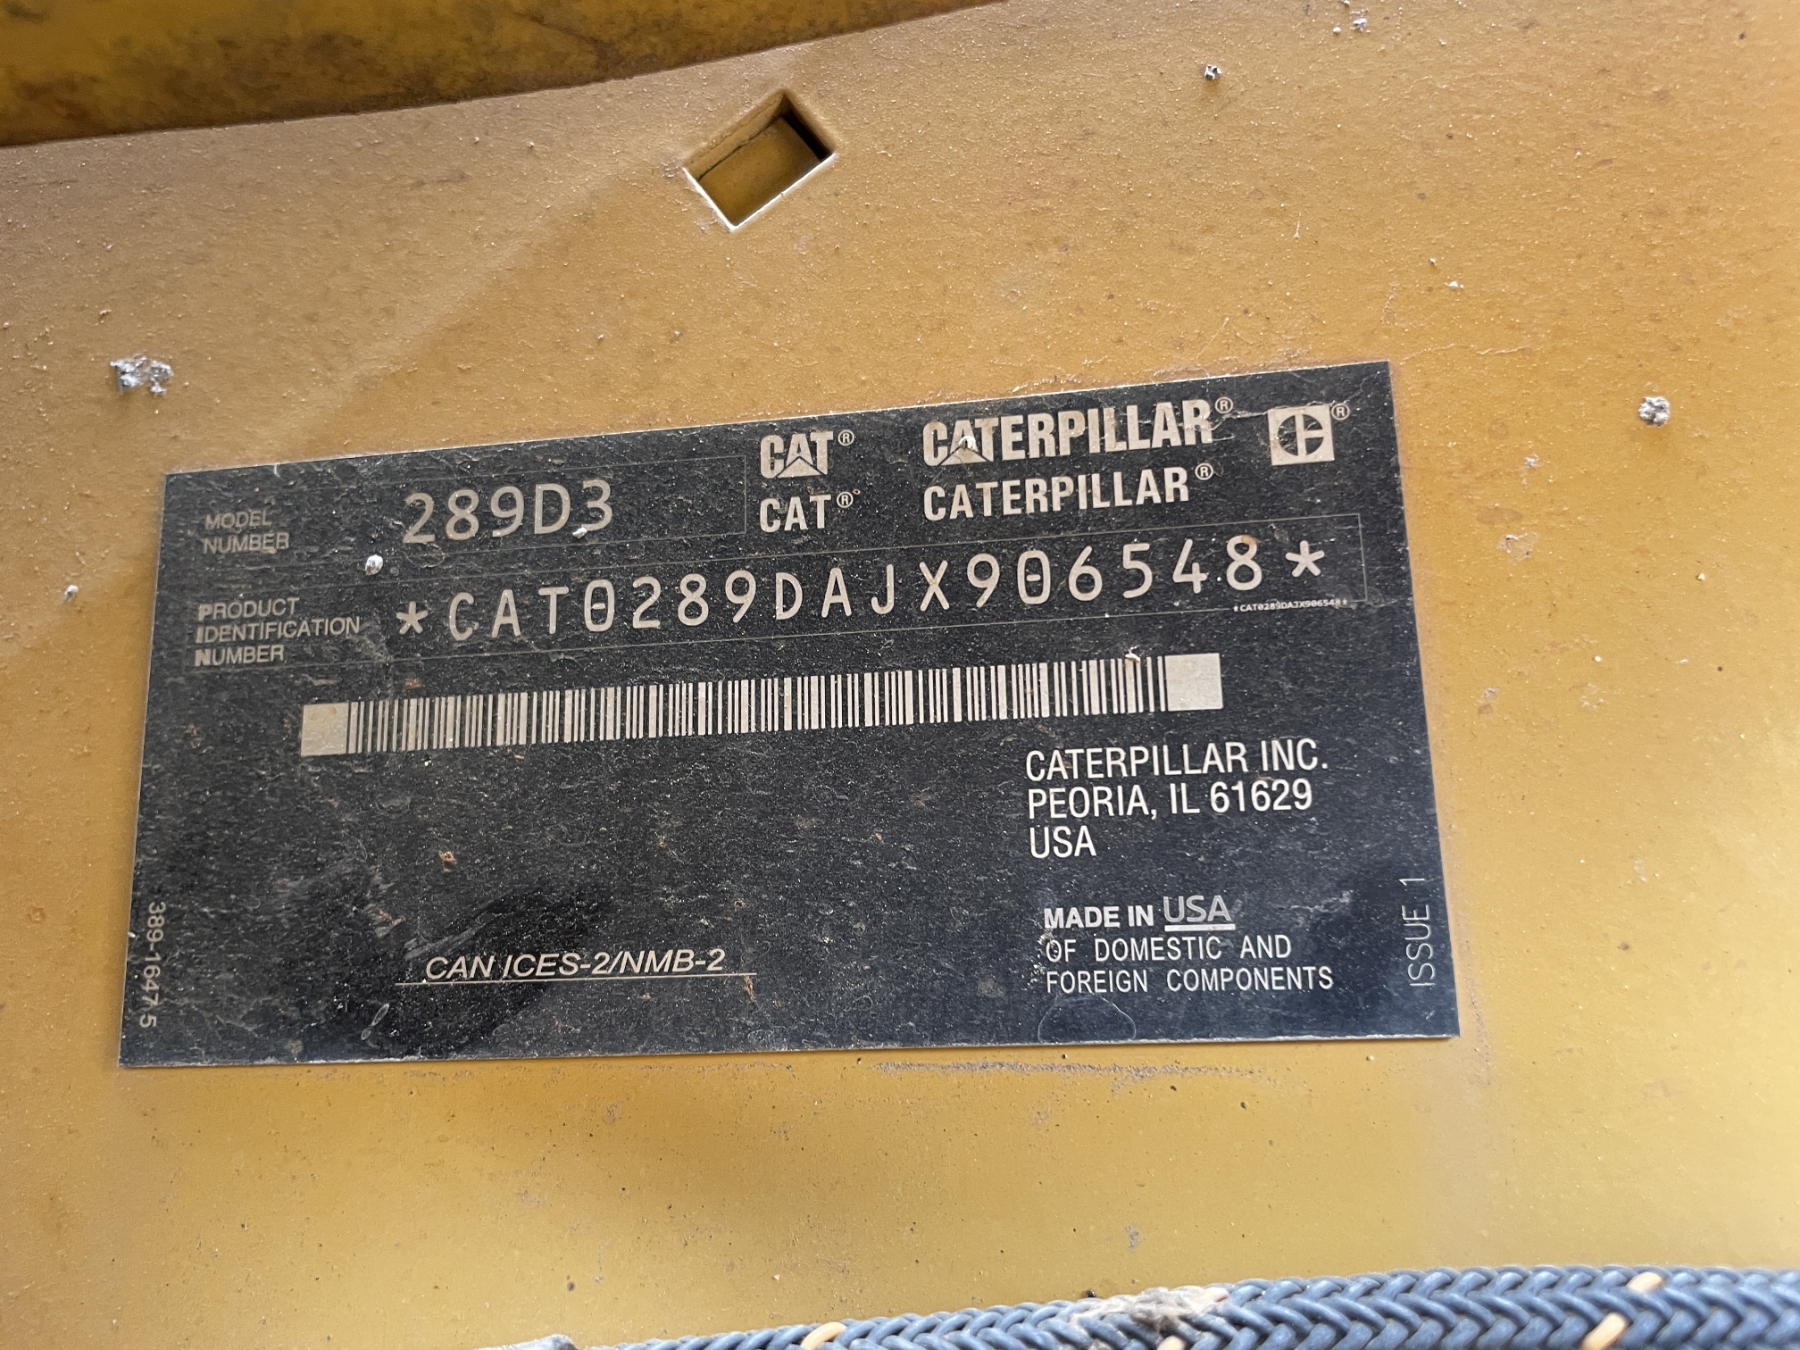 MODEL
NUMBER
289D3
CAT® CATERPILLAR® ®
CAT® CATERPILLAR®
PRODUCT
IDENTIFICATION
NUMBER
*CAT0289DAJX906548*
*CAT0289DAJX906548*
CATERPILLAR INC.
PEORIA, IL 61629
USA
MADE IN USA
OF DOMESTIC AND
FOREIGN COMPONENTS
CAN ICES-2/NMB-2
389-1647 5
ISSUE 1